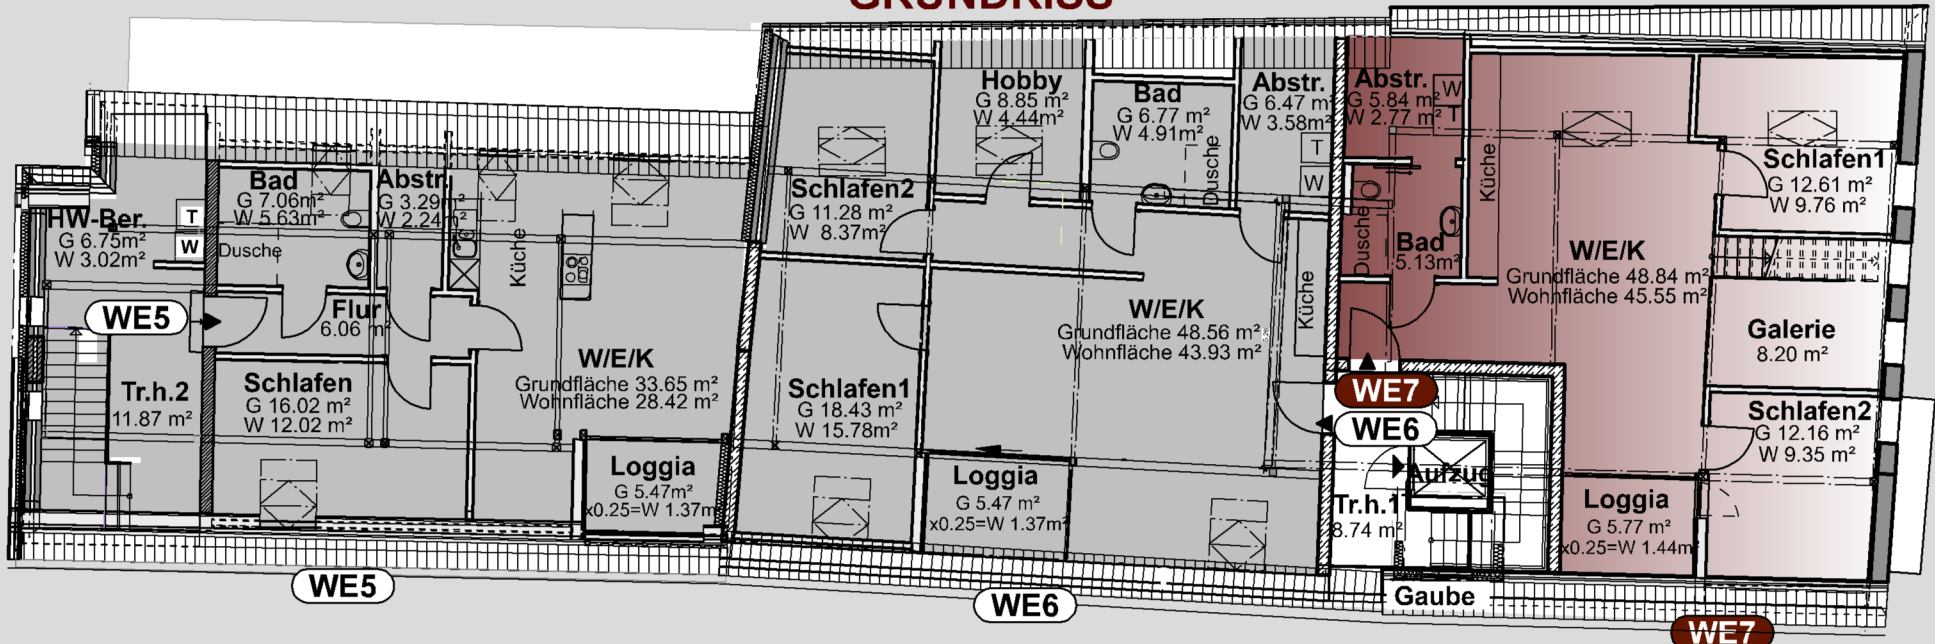 GRUNDRISS
HW-Ber.
G 6.75m²
W 3.02m²
T
W
WE5
Tr.h.2
11.87 m²
Bad
G 7.06m²
W 5.63m²
Dusche
Abstr.
G 3.29m²
W 2.24m²
Flur
6.06 m²
Küche
Schlafen
G 16.02 m²
W 12.02 m²
W/E/K
Grundfläche 33.65 m²
Wohnfläche 28.42 m²
Loggia
G 5.47m²
x0.25=W 1.37m²
WE5
Schlafen2
G 11.28 m²
W 8.37m²
Hobby
G 8.85 m²
W 4.44m²
Bad
G 6.77 m²
W 4.91m²
Dusche
Abstr.
G 6.47 m²
W 3.58m²
T
W
Schlafen1
G 18.43 m²
W 15.78m²
W/E/K
Grundfläche 48.56 m²
Wohnfläche 43.93 m²
Küche
Loggia
G 5.47 m²
x0.25=W 1.37m²
WE6
Abstr.
G 5.84 m²
W 2.77 m²
W
T
Dusche
Bad
5.13m²
Küche
W/E/K
Grundfläche 48.84 m²
Wohnfläche 45.55 m²
Schlafen1
G 12.61 m²
W 9.76 m²
Galerie
8.20 m²
Schlafen2
G 12.16 m²
W 9.35 m²
WE7
WE6
Aufzug
Tr.h.1
8.74 m²
Loggia
G 5.77 m²
x0.25=W 1.44m²
Gaube
WE7